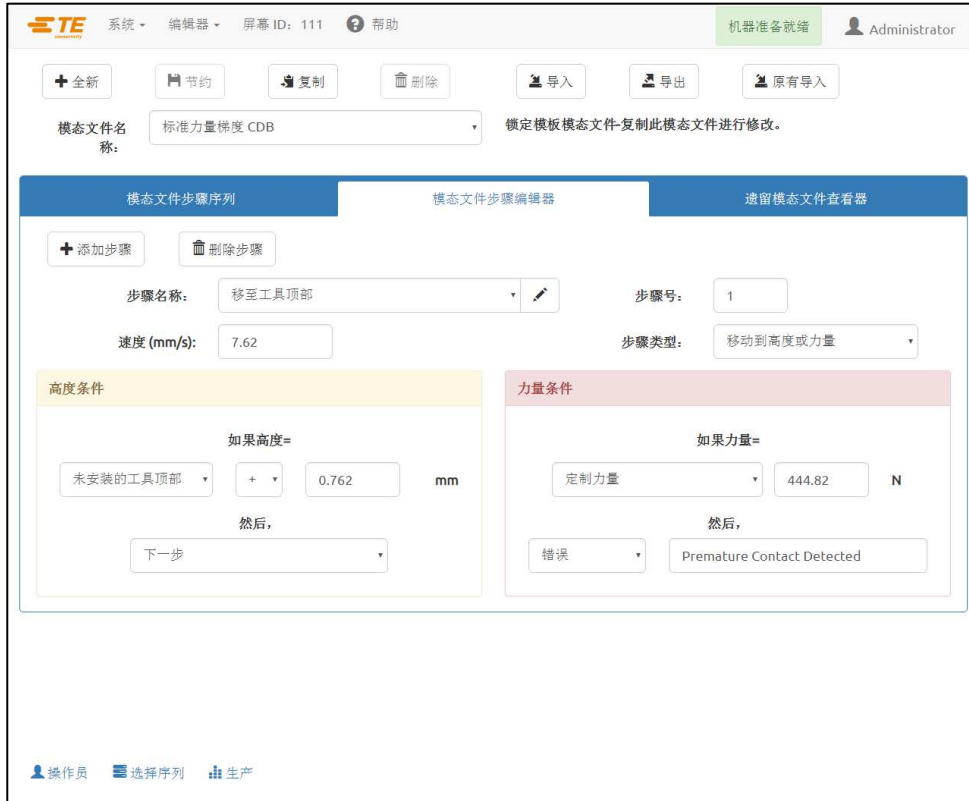 TE 系统 编辑器 屏幕 ID：111 帮助 机器准备就绪 Administrator
connectivity
全新 节约 复制 删除 导入 导出 原有导入
模态文件名称： 标准力量梯度 CDB 锁定模板模态文件-复制此模态文件进行修改。
模态文件步骤序列 模态文件步骤编辑器 遗留模态文件查看器
添加步骤 删除步骤
步骤名称： 移至工具顶部 步骤号： 1
速度 (mm/s): 7.62 步骤类型： 移动到高度或力量
高度条件 力量条件
如果高度= 如果力量=
未安装的工具顶部 + 0.762 mm 定制力量 444.82 N
然后， 然后，
下一步 错误 Premature Contact Detected
操作员 选择序列 生产